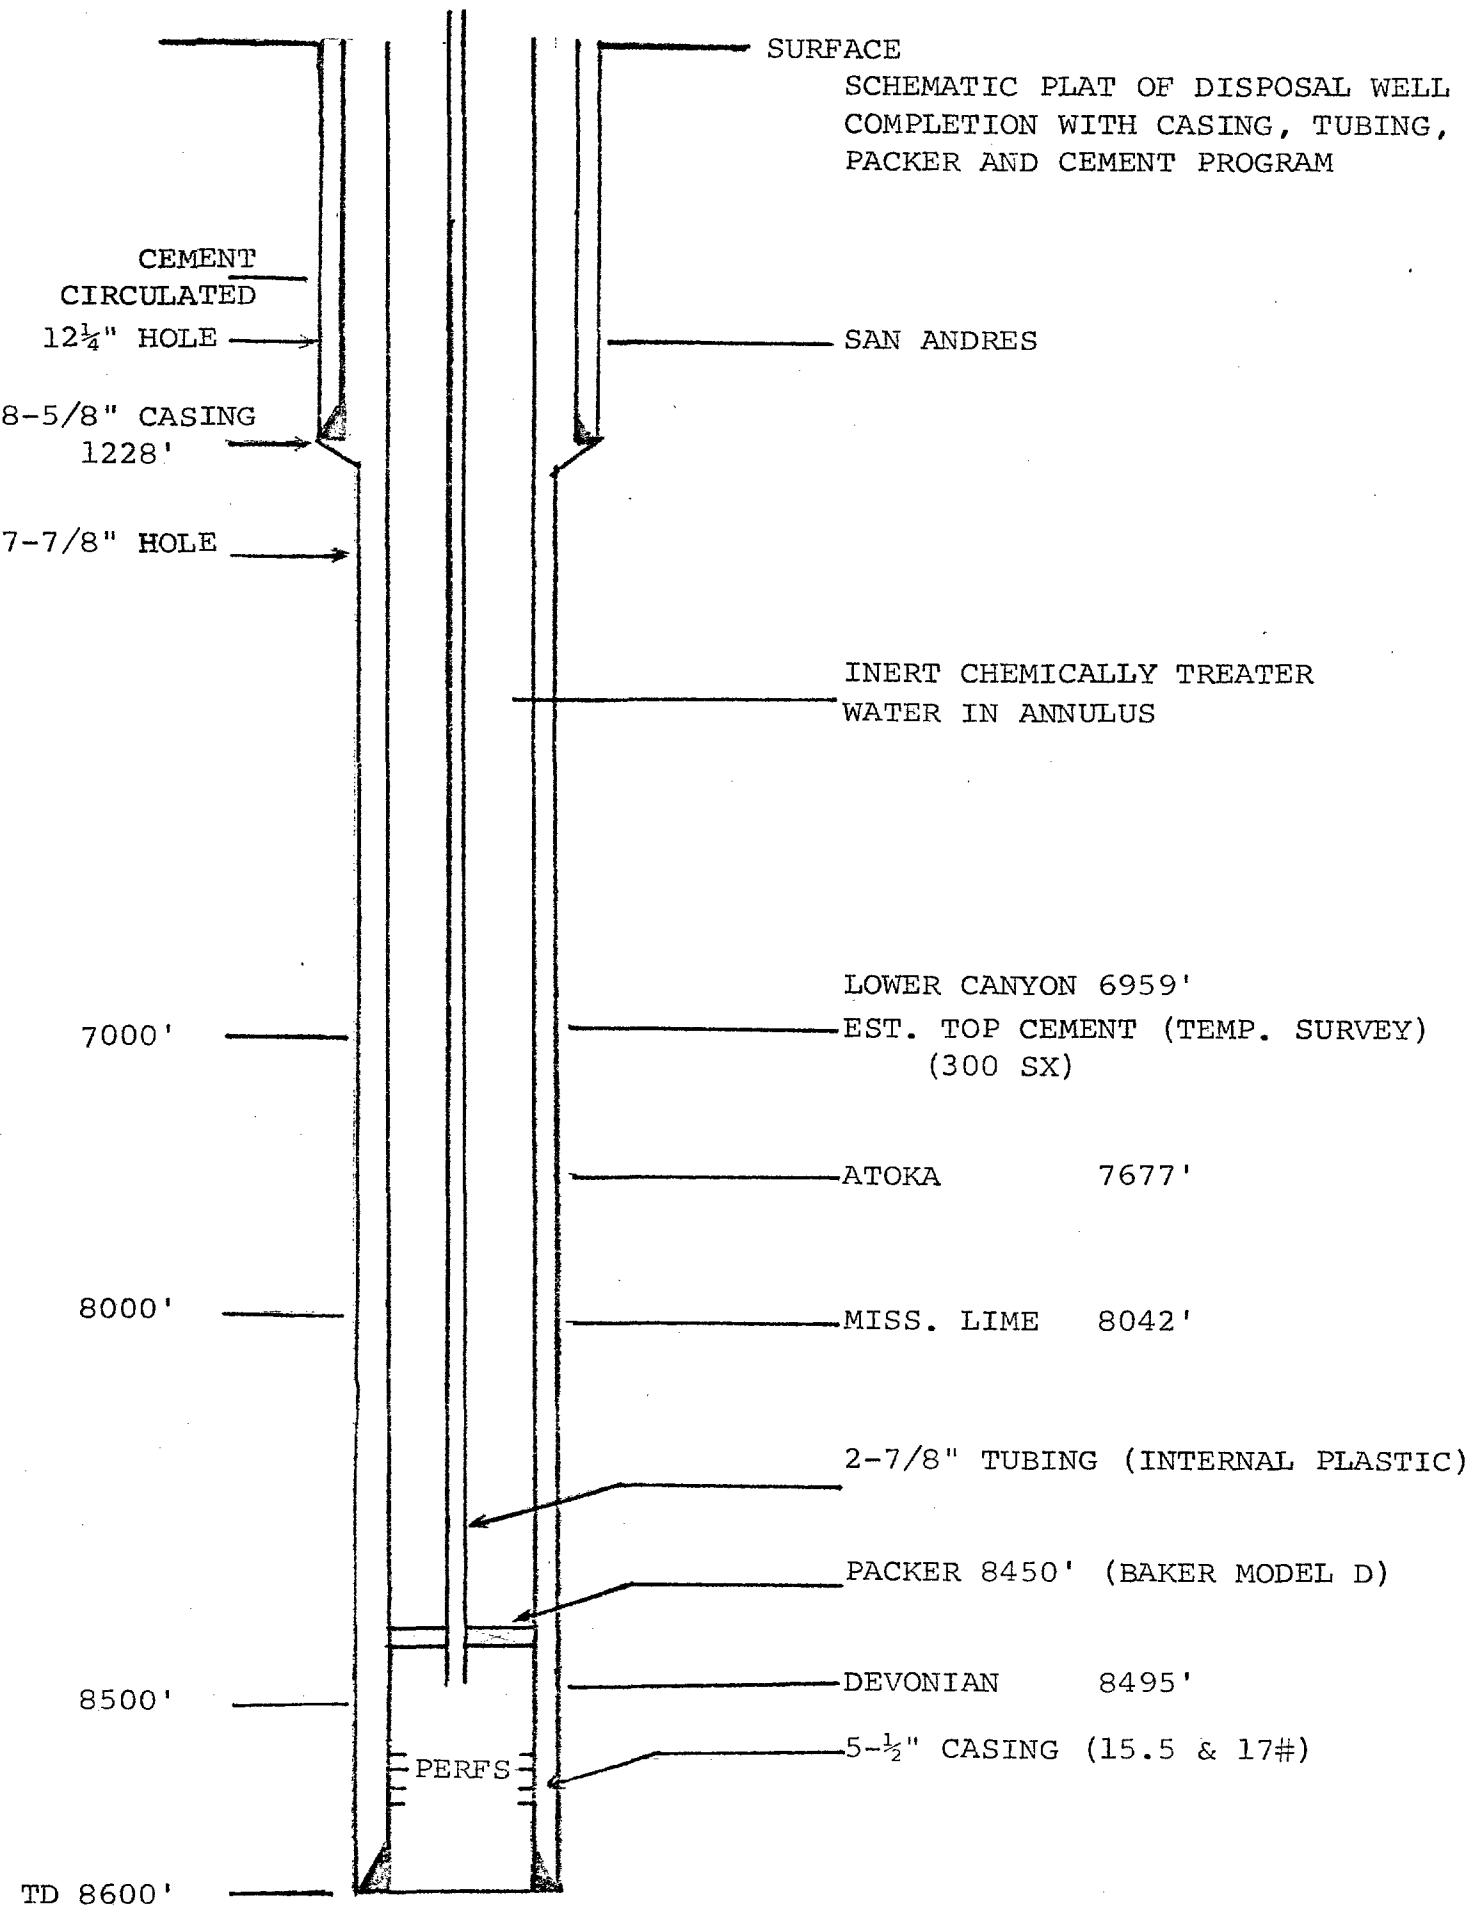 SURFACE
SCHEMATIC PLAT OF DISPOSAL WELL
COMPLETION WITH CASING, TUBING,
PACKER AND CEMENT PROGRAM
CEMENT
CIRCULATED
12¼" HOLE
SAN ANDRES
8-5/8" CASING
1228'
7-7/8" HOLE
INERT CHEMICALLY TREATER
WATER IN ANNULUS
LOWER CANYON 6959'
7000'
EST. TOP CEMENT (TEMP. SURVEY)
(300 SX)
ATOKA 7677'
8000'
MISS. LIME 8042'
2-7/8" TUBING (INTERNAL PLASTIC)
PACKER 8450' (BAKER MODEL D)
DEVONIAN 8495'
8500'
5-½" CASING (15.5 & 17#)
PERFS
TD 8600'